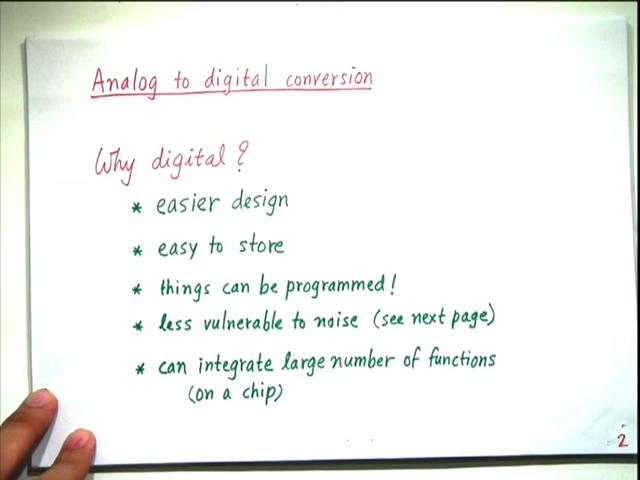 Analog to digital conversion
Why digital?
* easier design
* easy to store
* things can be programmed!
* less vulnerable to noise (see next page)
* can integrate large number of functions
(on a chip)
2